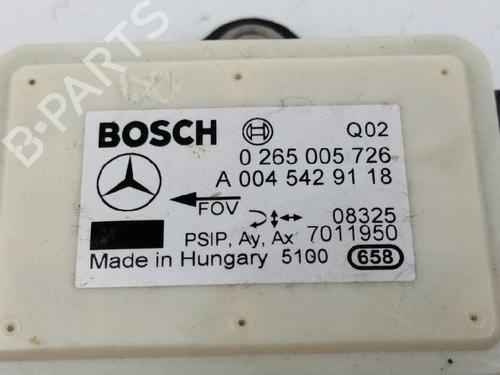 BOSCH Q02
0 265 005 726
A 004 542 91 18
FOV
08325
PSIP, Ay, Ax 7011950
Made in Hungary 5100 658